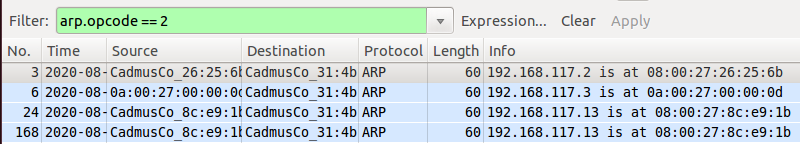 Filter: arp.opcode == 2 Expression... Clear Apply
No. Time Source Destination Protocol Length Info
3 2020-08- CadmusCo_26:25:6b CadmusCo_31:4b ARP 60 192.168.117.2 is at 08:00:27:26:25:6b
6 2020-08- 0a:00:27:00:00:0d CadmusCo_31:4b ARP 60 192.168.117.3 is at 0a:00:27:00:00:0d
24 2020-08- CadmusCo_8c:e9:1b CadmusCo_31:4b ARP 60 192.168.117.13 is at 08:00:27:8c:e9:1b
168 2020-08- CadmusCo_8c:e9:1b CadmusCo_31:4b ARP 60 192.168.117.13 is at 08:00:27:8c:e9:1b